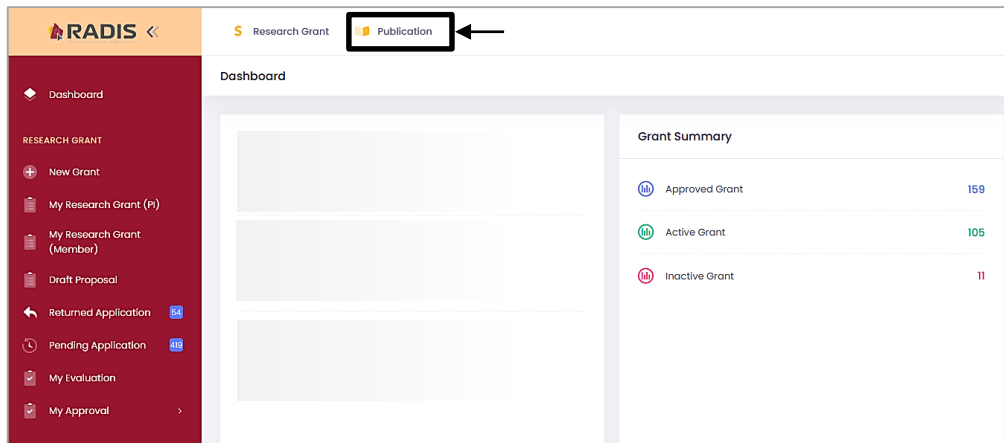 RADIS
$ Research Grant
Publication
Dashboard
Dashboard
RESEARCH GRANT
New Grant
My Research Grant (PI)
My Research Grant
(Member)
Draft Proposal
Returned Application 54
Pending Application 419
My Evaluation
My Approval >
Grant Summary
Approved Grant 159
Active Grant 105
Inactive Grant 11